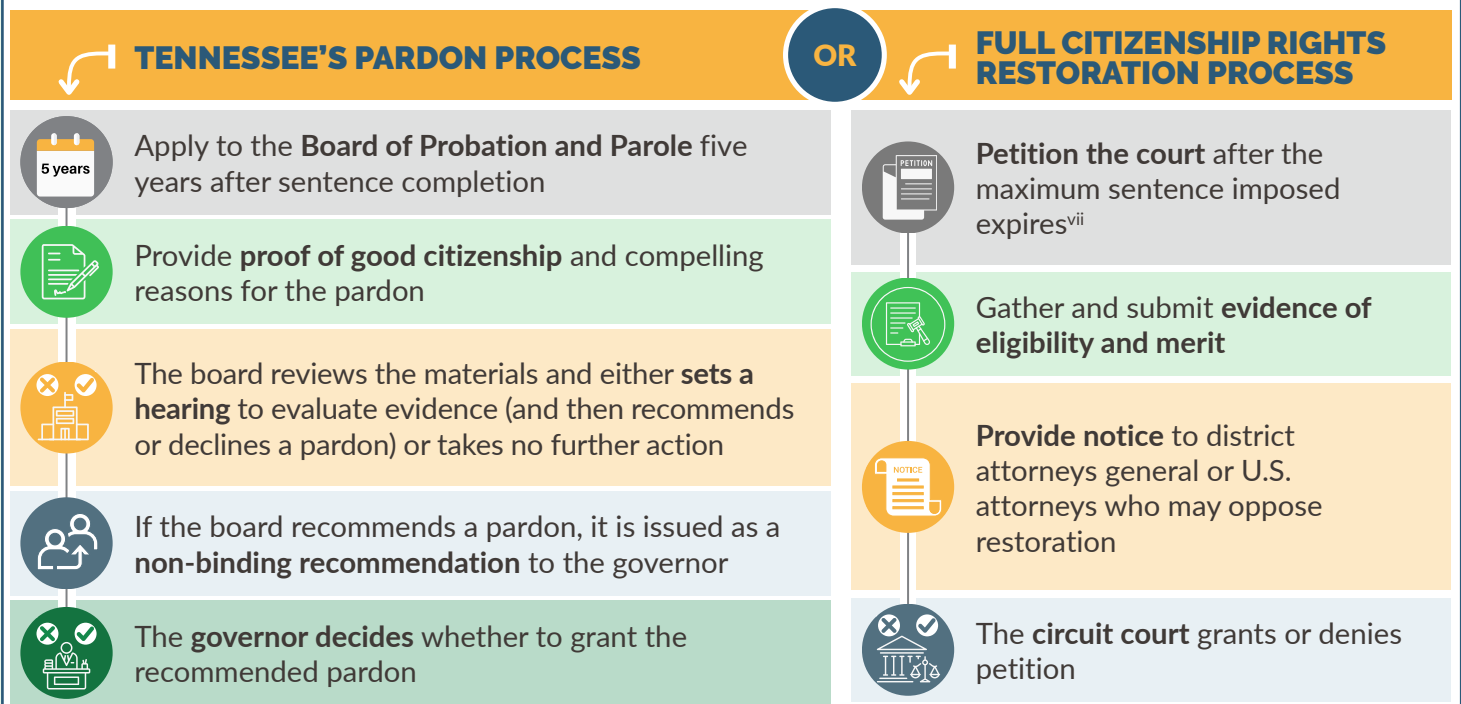 TENNESSEE'S PARDON PROCESS
OR
FULL CITIZENSHIP RIGHTS
RESTORATION PROCESS
5 years
Apply to the Board of Probation and Parole five
years after sentence completion
Provide proof of good citizenship and compelling
reasons for the pardon
The board reviews the materials and either sets a
hearing to evaluate evidence (and then recommends
or declines a pardon) or takes no further action
If the board recommends a pardon, it is issued as a
non-binding recommendation to the governor
The governor decides whether to grant the
recommended pardon
PETITION
Petition the court after the
maximum sentence imposed
expiresvii
Gather and submit evidence of
eligibility and merit
NOTICE
Provide notice to district
attorneys general or U.S.
attorneys who may oppose
restoration
The circuit court grants or denies
petition